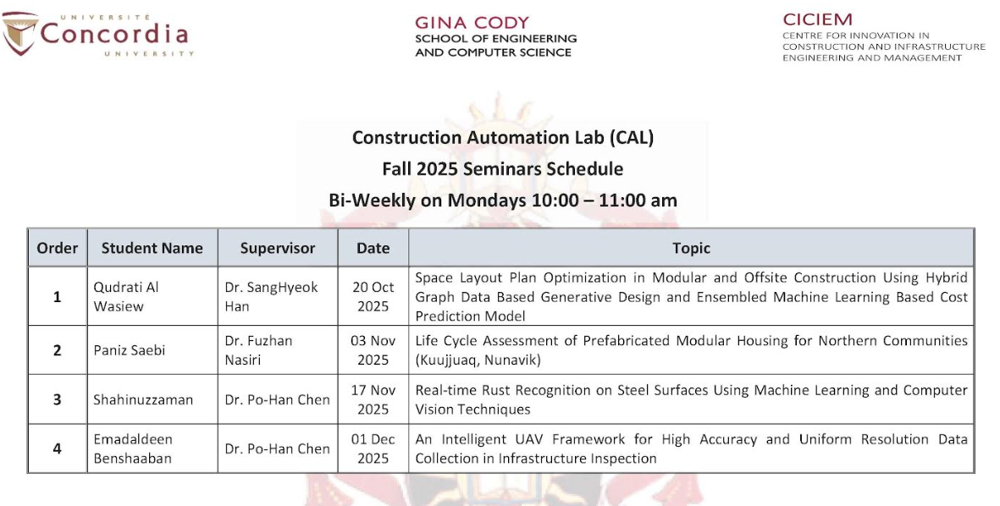 UNIVERSITÉ
Concordia
UNIVERSITY
GINA CODY
SCHOOL OF ENGINEERING
AND COMPUTER SCIENCE
CICIEM
CENTRE FOR INNOVATION IN
CONSTRUCTION AND INFRASTRUCTURE
ENGINEERING AND MANAGEMENT
Construction Automation Lab (CAL)
Fall 2025 Seminars Schedule
Bi-Weekly on Mondays 10:00 – 11:00 am
Order Student Name Supervisor Date Topic
1
Qudrati Al
Wasiew
Dr. SangHyeok
Han
20 Oct
2025
Space Layout Plan Optimization in Modular and Offsite Construction Using Hybrid
Graph Data Based Generative Design and Ensembled Machine Learning Based Cost
Prediction Model
2
Paniz Saebi
Dr. Fuzhan
Nasiri
03 Nov
2025
Life Cycle Assessment of Prefabricated Modular Housing for Northern Communities
(Kuujjuaq, Nunavik)
3
Shahinuzzaman
Dr. Po-Han Chen
17 Nov
2025
Real-time Rust Recognition on Steel Surfaces Using Machine Learning and Computer
Vision Techniques
4
Emadaldeen
Benshaaban
Dr. Po-Han Chen
01 Dec
2025
An Intelligent UAV Framework for High Accuracy and Uniform Resolution Data
Collection in Infrastructure Inspection